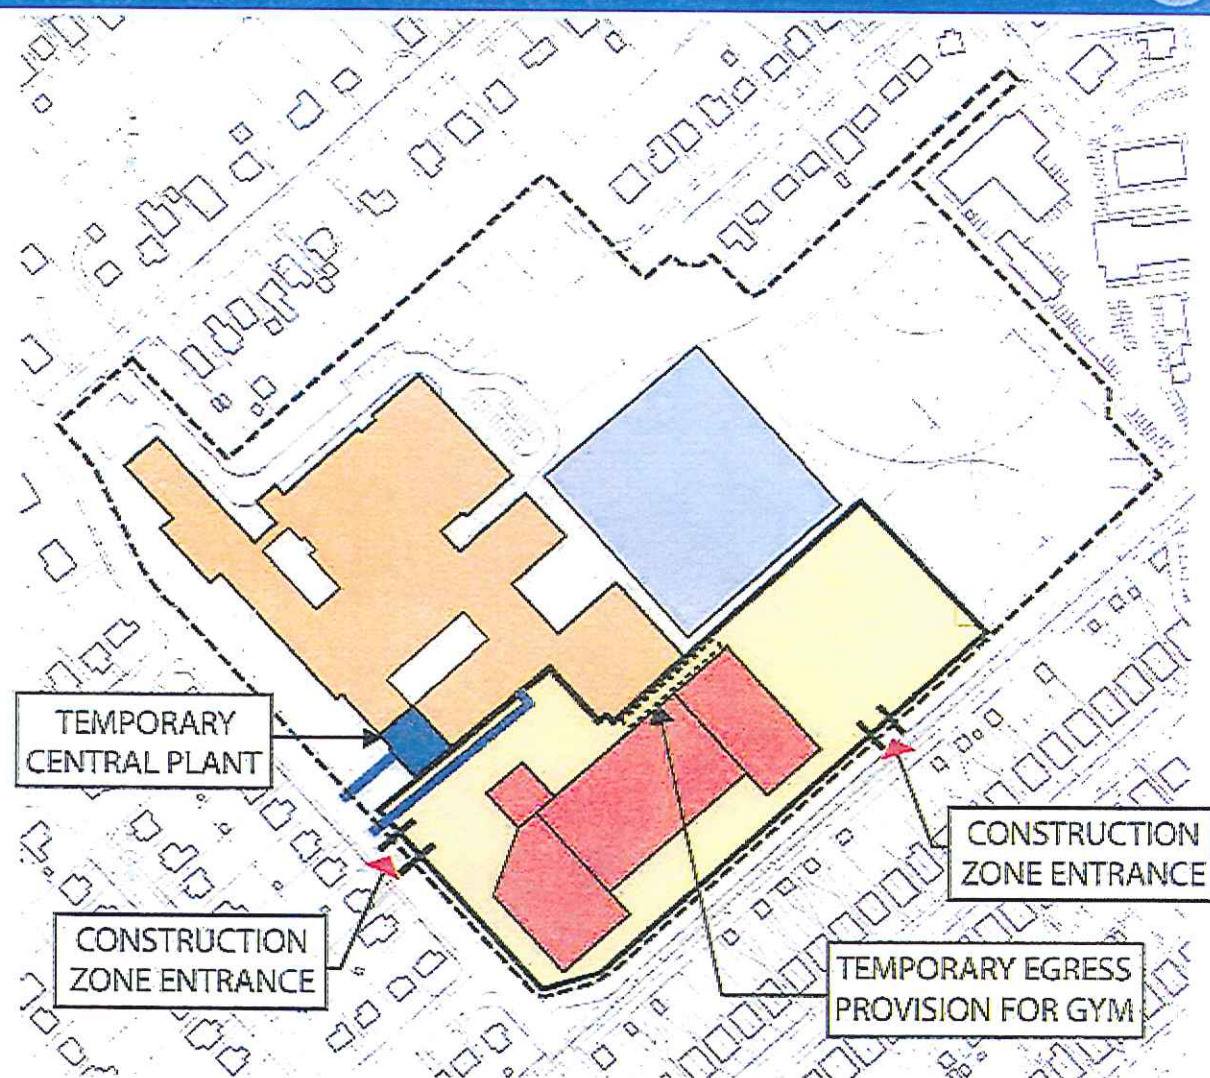 TEMPORARY
CENTRAL PLANT
CONSTRUCTION
ZONE ENTRANCE
CONSTRUCTION
ZONE ENTRANCE
TEMPORARY EGRESS
PROVISION FOR GYM